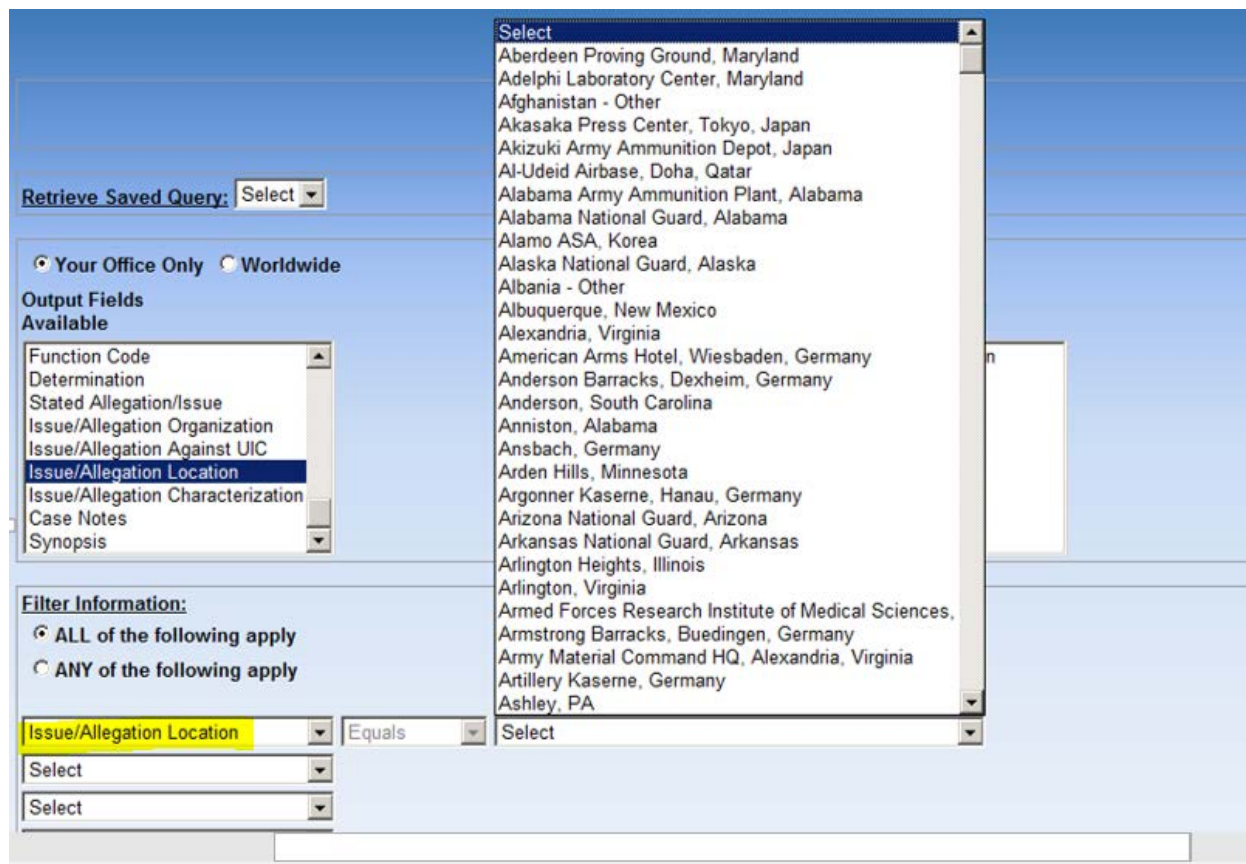 Select
Aberdeen Proving Ground, Maryland
Adelphi Laboratory Center, Maryland
Afghanistan - Other
Akasaka Press Center, Tokyo, Japan
Akizuki Army Ammunition Depot, Japan
Al-Udeid Airbase, Doha, Qatar
Alabama Army Ammunition Plant, Alabama
Alabama National Guard, Alabama
Alamo ASA, Korea
Alaska National Guard, Alaska
Albania - Other
Albuquerque, New Mexico
Alexandria, Virginia
American Arms Hotel, Wiesbaden, Germany
Anderson Barracks, Dexheim, Germany
Anderson, South Carolina
Anniston, Alabama
Ansbach, Germany
Arden Hills, Minnesota
Argonner Kaserne, Hanau, Germany
Arizona National Guard, Arizona
Arkansas National Guard, Arkansas
Arlington Heights, Illinois
Arlington, Virginia
Armed Forces Research Institute of Medical Sciences,
Armstrong Barracks, Buedingen, Germany
Army Material Command HQ, Alexandria, Virginia
Artillery Kaserne, Germany
Ashley, PA
Retrieve Saved Query: Select
Your Office Only Worldwide
Output Fields
Available
Function Code
Determination
Stated Allegation/Issue
Issue/Allegation Organization
Issue/Allegation Against UIC
Issue/Allegation Location
Issue/Allegation Characterization
Case Notes
Synopsis
n
Filter Information:
ALL of the following apply
ANY of the following apply
Issue/Allegation Location Equals Select
Select
Select